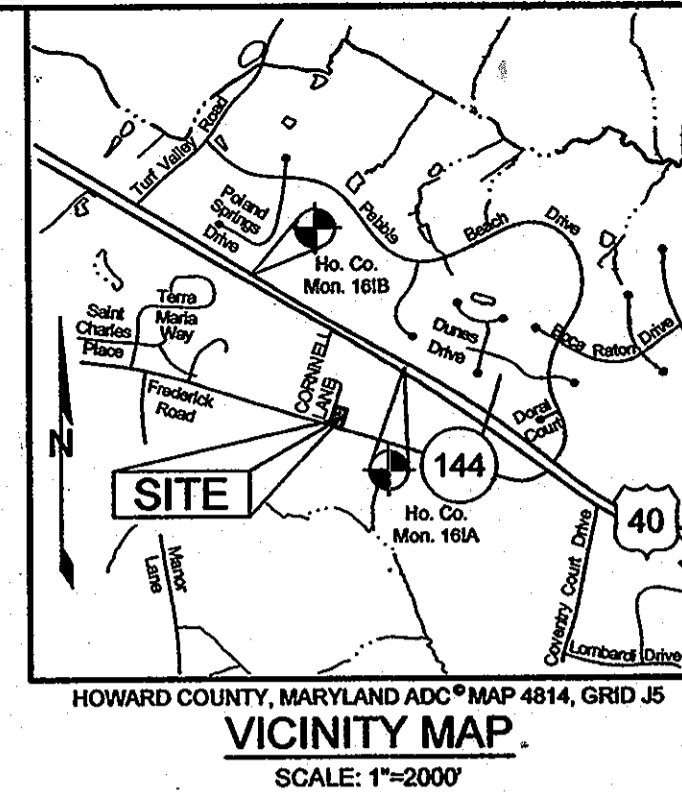 Turf Valley Road
Poland
Springs
Drive
Pebble
Beach
Drive
Ho. Co.
Mon. 16IB
Terra
Maria
Way
Saint
Charles
Place
Frederick
Road
CORNNELL
LANE
Dunes
Drive
Boca Raton Drive
Doral
Court
N
SITE
144
Ho. Co.
Mon. 16IA
40
Manor
Lane
Coventry Court Drive
Lombardi Drive
HOWARD COUNTY, MARYLAND ADC® MAP 4814, GRID J5
VICINITY MAP
SCALE: 1"=2000'